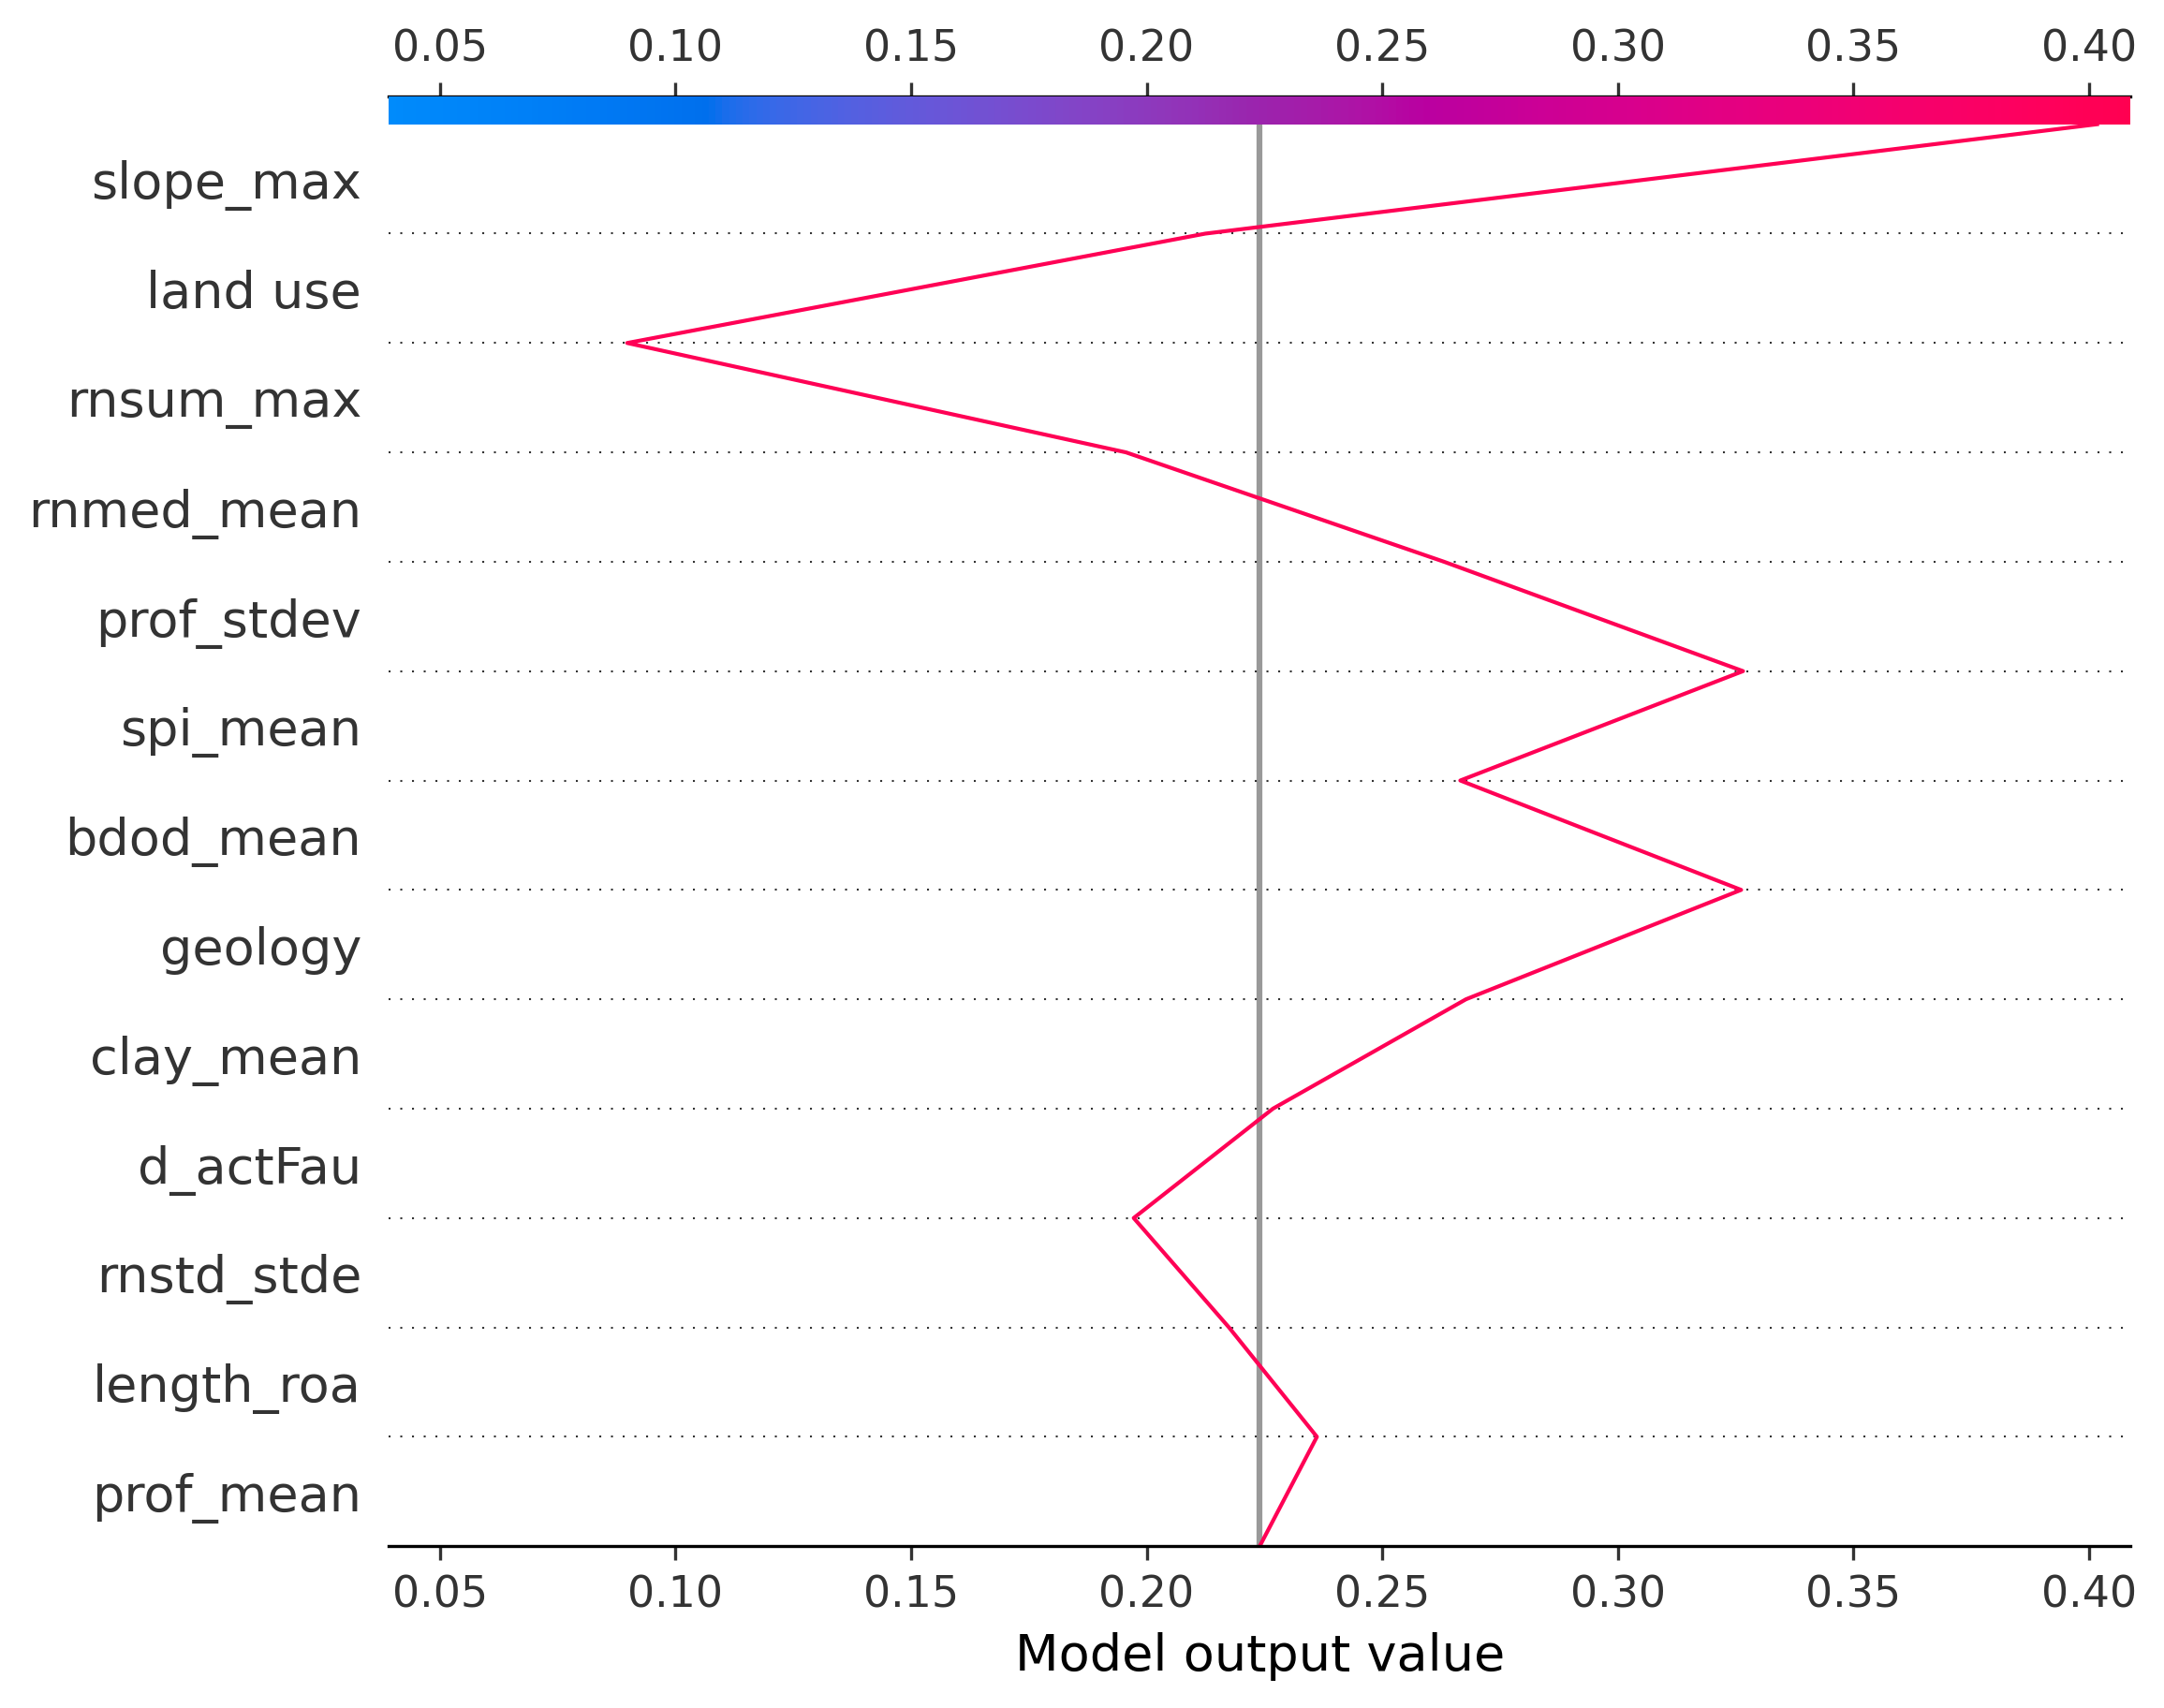 0.05 0.10 0.15 0.20 0.25 0.30 0.35 0.40
slope_max
land use
rnsum_max
rnmed_mean
prof_stdev
spi_mean
bdod_mean
geology
clay_mean
d_actFau
rnstd_stde
length_roa
prof_mean
0.05 0.10 0.15 0.20 0.25 0.30 0.35 0.40
Model output value